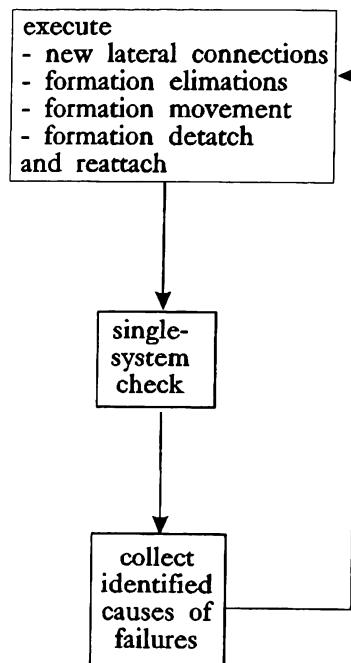 execute
- new lateral connections
- formation elimations
- formation movement
- formation detatch
and reattach
single-
system
check
collect
identified
causes of
failures